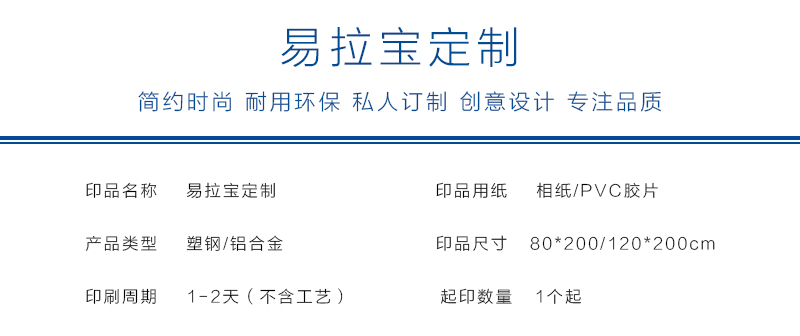 易拉宝定制
简约时尚 耐用环保 私人订制 创意设计 专注品质
印品名称 易拉宝定制 印品用纸 相纸/PVC胶片
产品类型 塑钢/铝合金 印品尺寸 80*200/120*200cm
印刷周期 1-2天（不含工艺） 起印数量 1个起